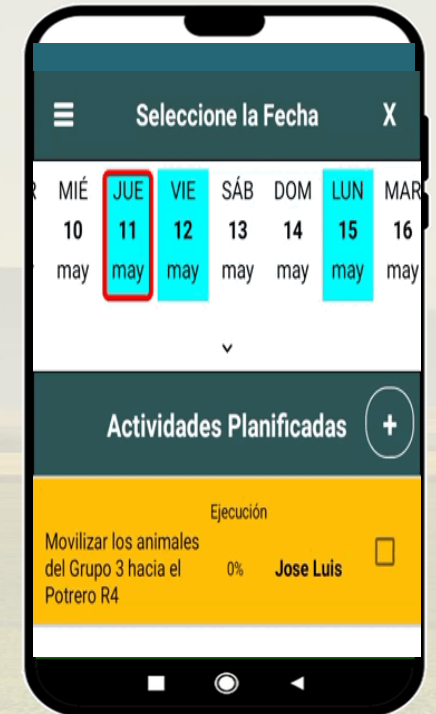 Seleccione la Fecha X
MIÉ JUE VIE SÁB DOM LUN MAR
10 11 12 13 14 15 16
may may may may may may may
Actividades Planificadas +
Ejecución
Movilizar los animales
del Grupo 3 hacia el 0% Jose Luis
Potrero R4